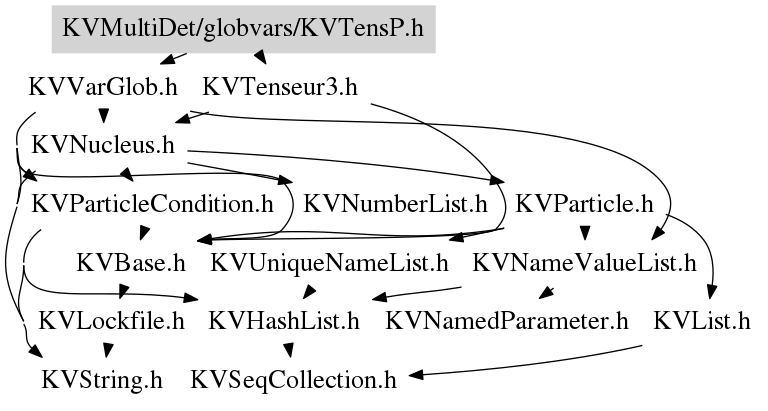 KVMultiDet/globvars/KVTensP.h
KVVarGlob.h
KVTenseur3.h
KVNucleus.h
KVParticleCondition.h
KVNumberList.h
KVParticle.h
KVBase.h
KVUniqueNameList.h
KVNameValueList.h
KVLockfile.h
KVHashList.h
KVNamedParameter.h
KVList.h
KVString.h
KVSeqCollection.h